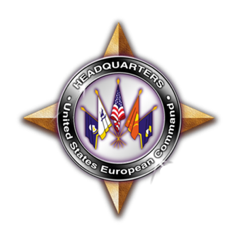 HEADQUARTERS
• United States European Command •